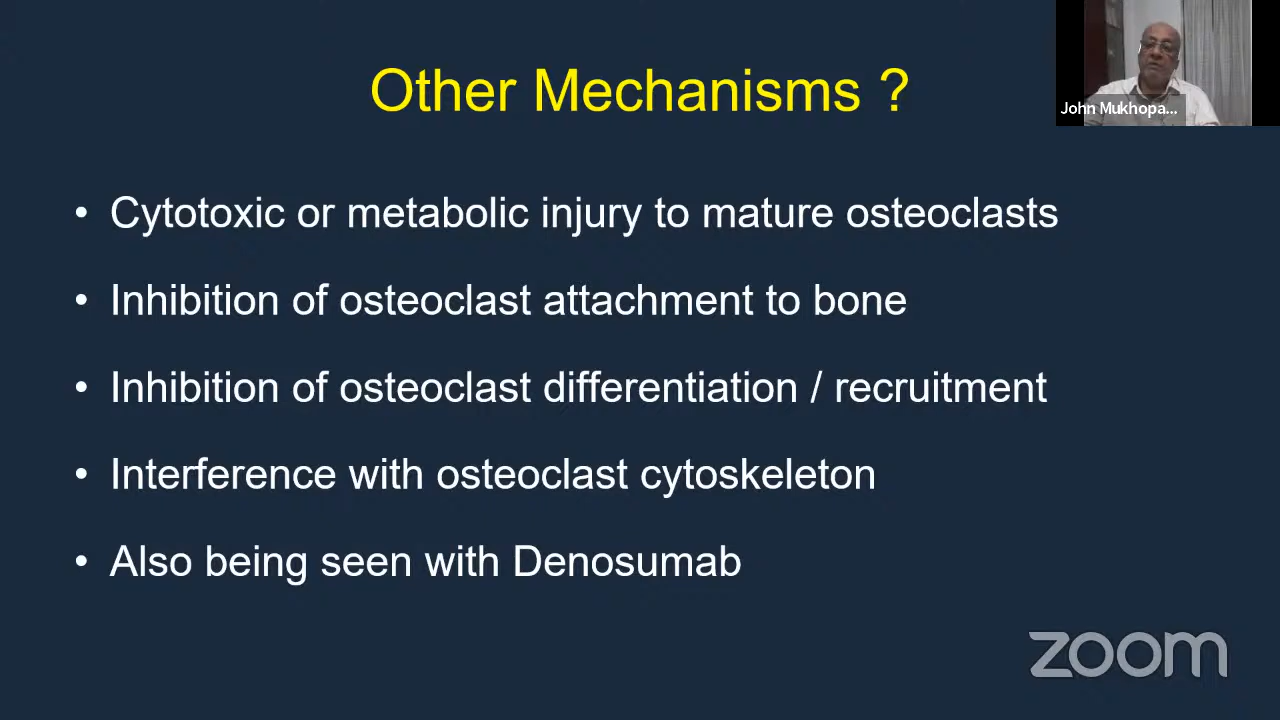 Other Mechanisms ?
John Mukhopa...
• Cytotoxic or metabolic injury to mature osteoclasts
• Inhibition of osteoclast attachment to bone
• Inhibition of osteoclast differentiation / recruitment
• Interference with osteoclast cytoskeleton
• Also being seen with Denosumab
zoom